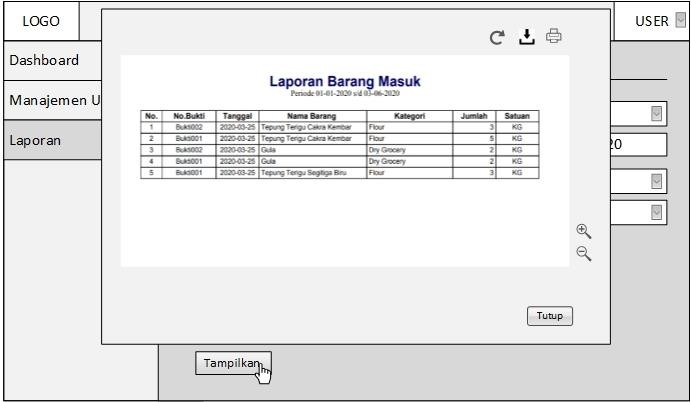 LOGO
USER
Dashboard
Manajemen U
Laporan
Laporan Barang Masuk
Periode 01-01-2020 s/d 03-06-2020
No. No.Bukti Tanggal Nama Barang Kategori Jumlah Satuan
1 Bukti002 2020-03-25 Tepung Terigu Cakra Kembar Flour 3 KG
2 Bukti001 2020-03-25 Tepung Terigu Cakra Kembar Flour 5 KG
3 Bukti002 2020-03-25 Gula Dry Grocery 2 KG
4 Bukti001 2020-03-25 Gula Dry Grocery 2 KG
5 Bukti001 2020-03-25 Tepung Terigu Segitiga Biru Flour 3 KG
20
Tutup
Tampilkan